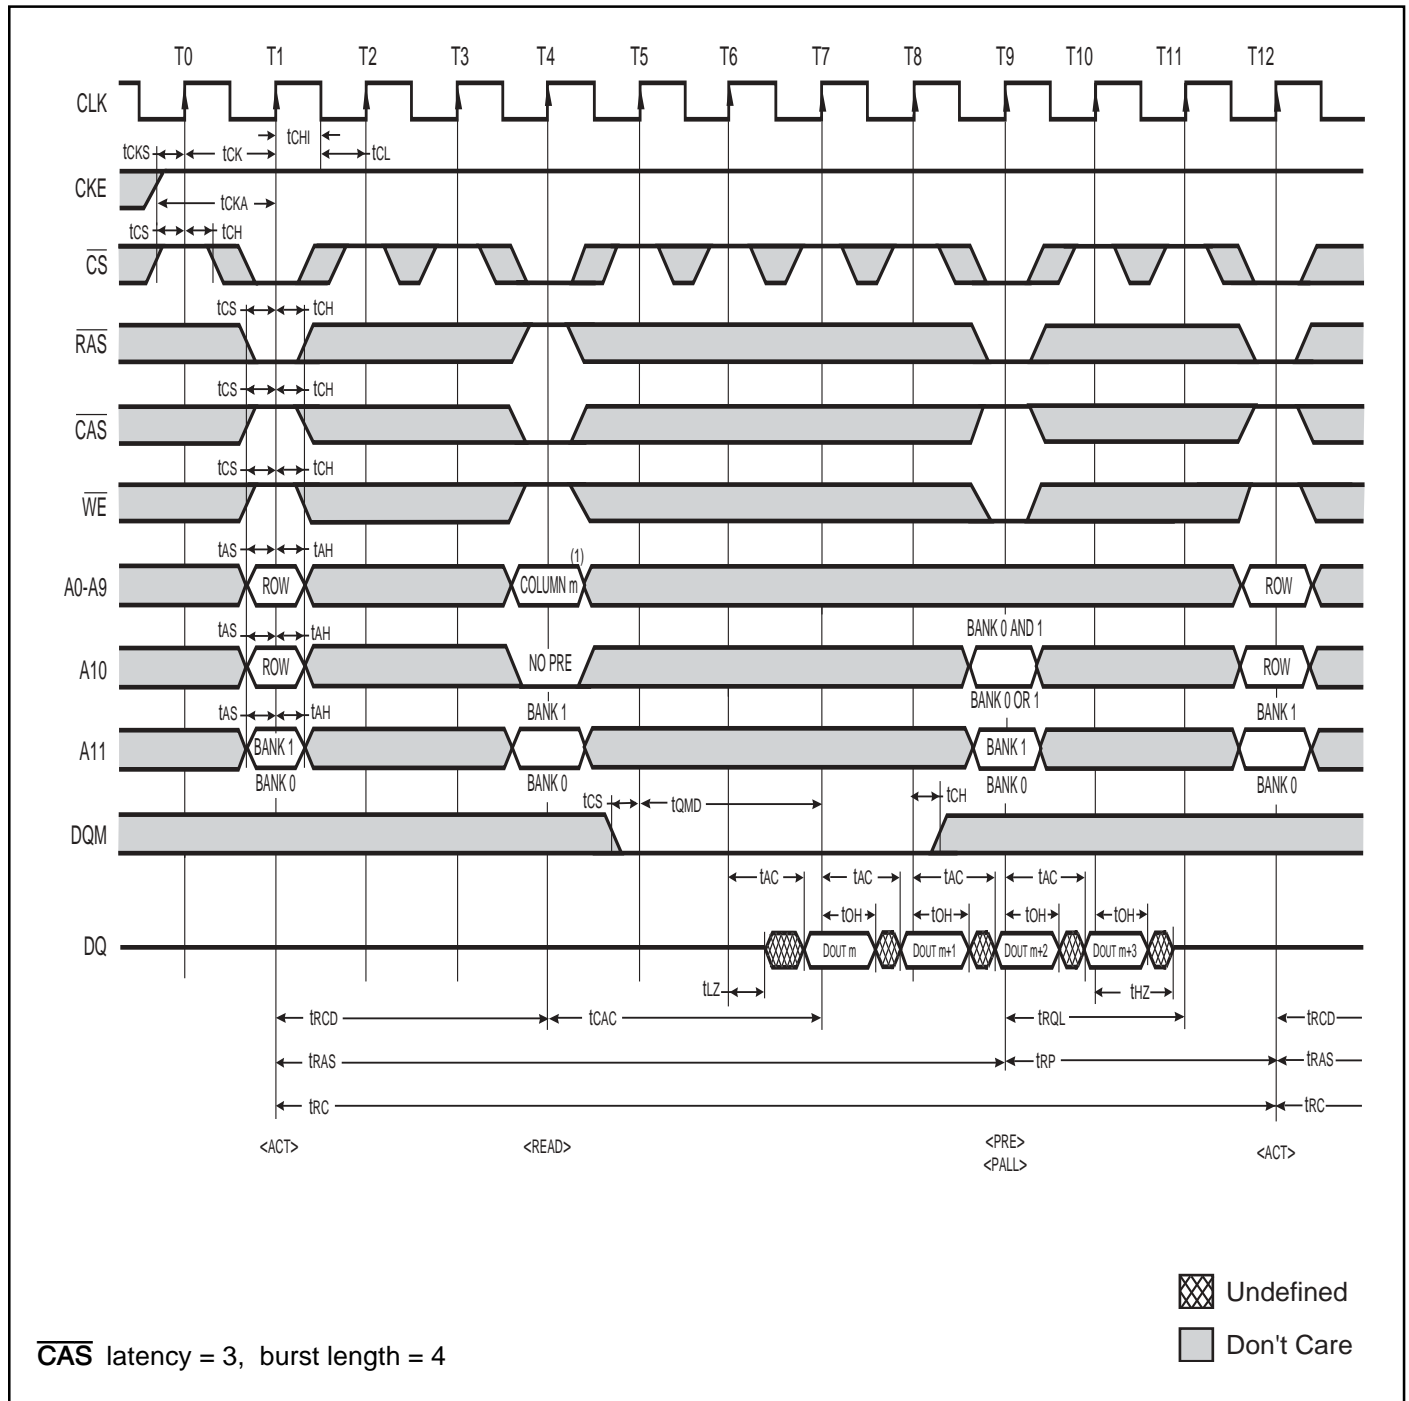 T0 T1 T2 T3 T4 T5 T6 T7 T8 T9 T10 T11 T12
CLK
tCHI
tCKS tCK tCL
CKE
tCKA
tCS tCH
CS
tCS tCH
RAS
tCS tCH
CAS
tCS tCH
WE
tAS tAH (1)
A0-A9 ROW COLUMN m ROW
tAS tAH BANK 0 AND 1
A10 ROW NO PRE ROW
BANK 0 OR 1
tAS tAH BANK 1 BANK 1
A11 BANK 1 BANK 1
BANK 0 BANK 0 BANK 0 BANK 0
tCS tQMD tCH
DQM
tAC tAC tAC tAC
tOH tOH tOH tOH
DQ DOUT m DOUT m+1 DOUT m+2 DOUT m+3
tLZ tHZ
tRCD tCAC tRQL tRCD
tRAS tRP tRAS
tRC tRC
<ACT> <READ> <PRE> <ACT>
<PALL>
Undefined
Don't Care
CAS latency = 3, burst length = 4